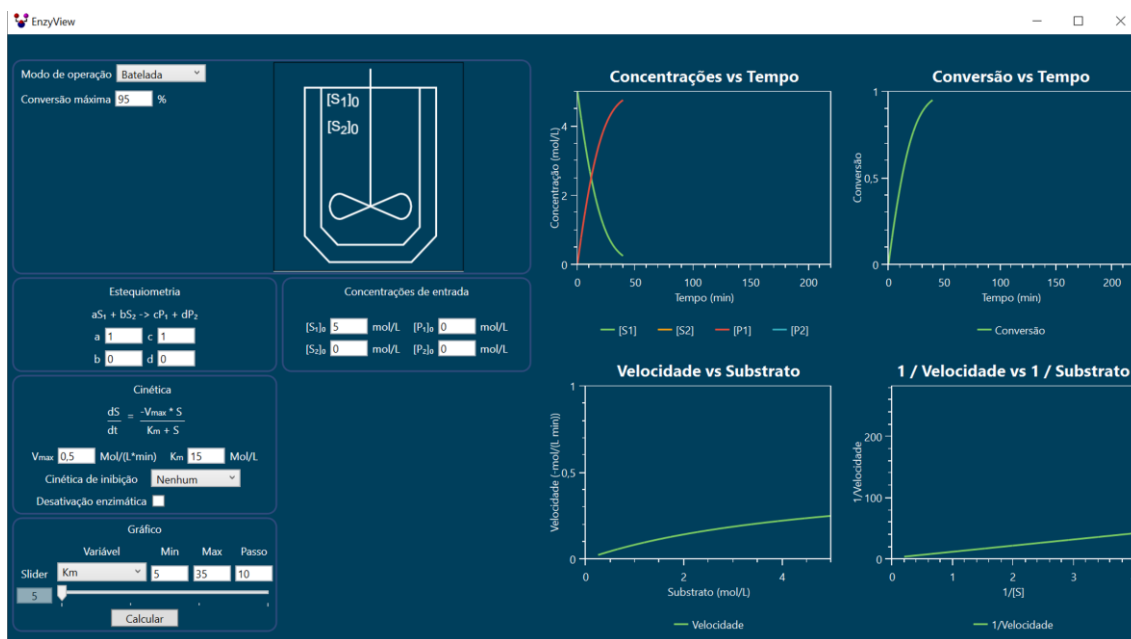 EnzyView
Modo de operação Batelada
Conversão máxima 95 %
[S1]0
[S2]0
Estequiometria
aS₁ + bS₂ -> cP₁ + dP₂
a 1 c 1
b 0 d 0
Concentrações de entrada
[S₁]₀ 5 mol/L [P₁]₀ 0 mol/L
[S₂]₀ 0 mol/L [P₂]₀ 0 mol/L
Cinética
dS/dt = -Vmax * S / Km + S
Vmax 0,5 Mol/(L*min) Km 15 Mol/L
Cinética de inibição Nenhum
Desativação enzimática
Gráfico
Variável Min Max Passo
Slider Km 5 35 10
5
Calcular
Concentrações vs Tempo
Concentração (mol/L)
4
2
0
0 50 100 150 200
Tempo (min)
[S1] [S2] [P1] [P2]
Conversão vs Tempo
Conversão
1
0,5
0
0 50 100 150 200
Tempo (min)
Conversão
Velocidade vs Substrato
Velocidade (-mol/(L min))
1
0,5
0
0 2 4
Substrato (mol/L)
Velocidade
1 / Velocidade vs 1 / Substrato
1/Velocidade
200
100
0
0 1 2 3
1/[S]
1/Velocidade